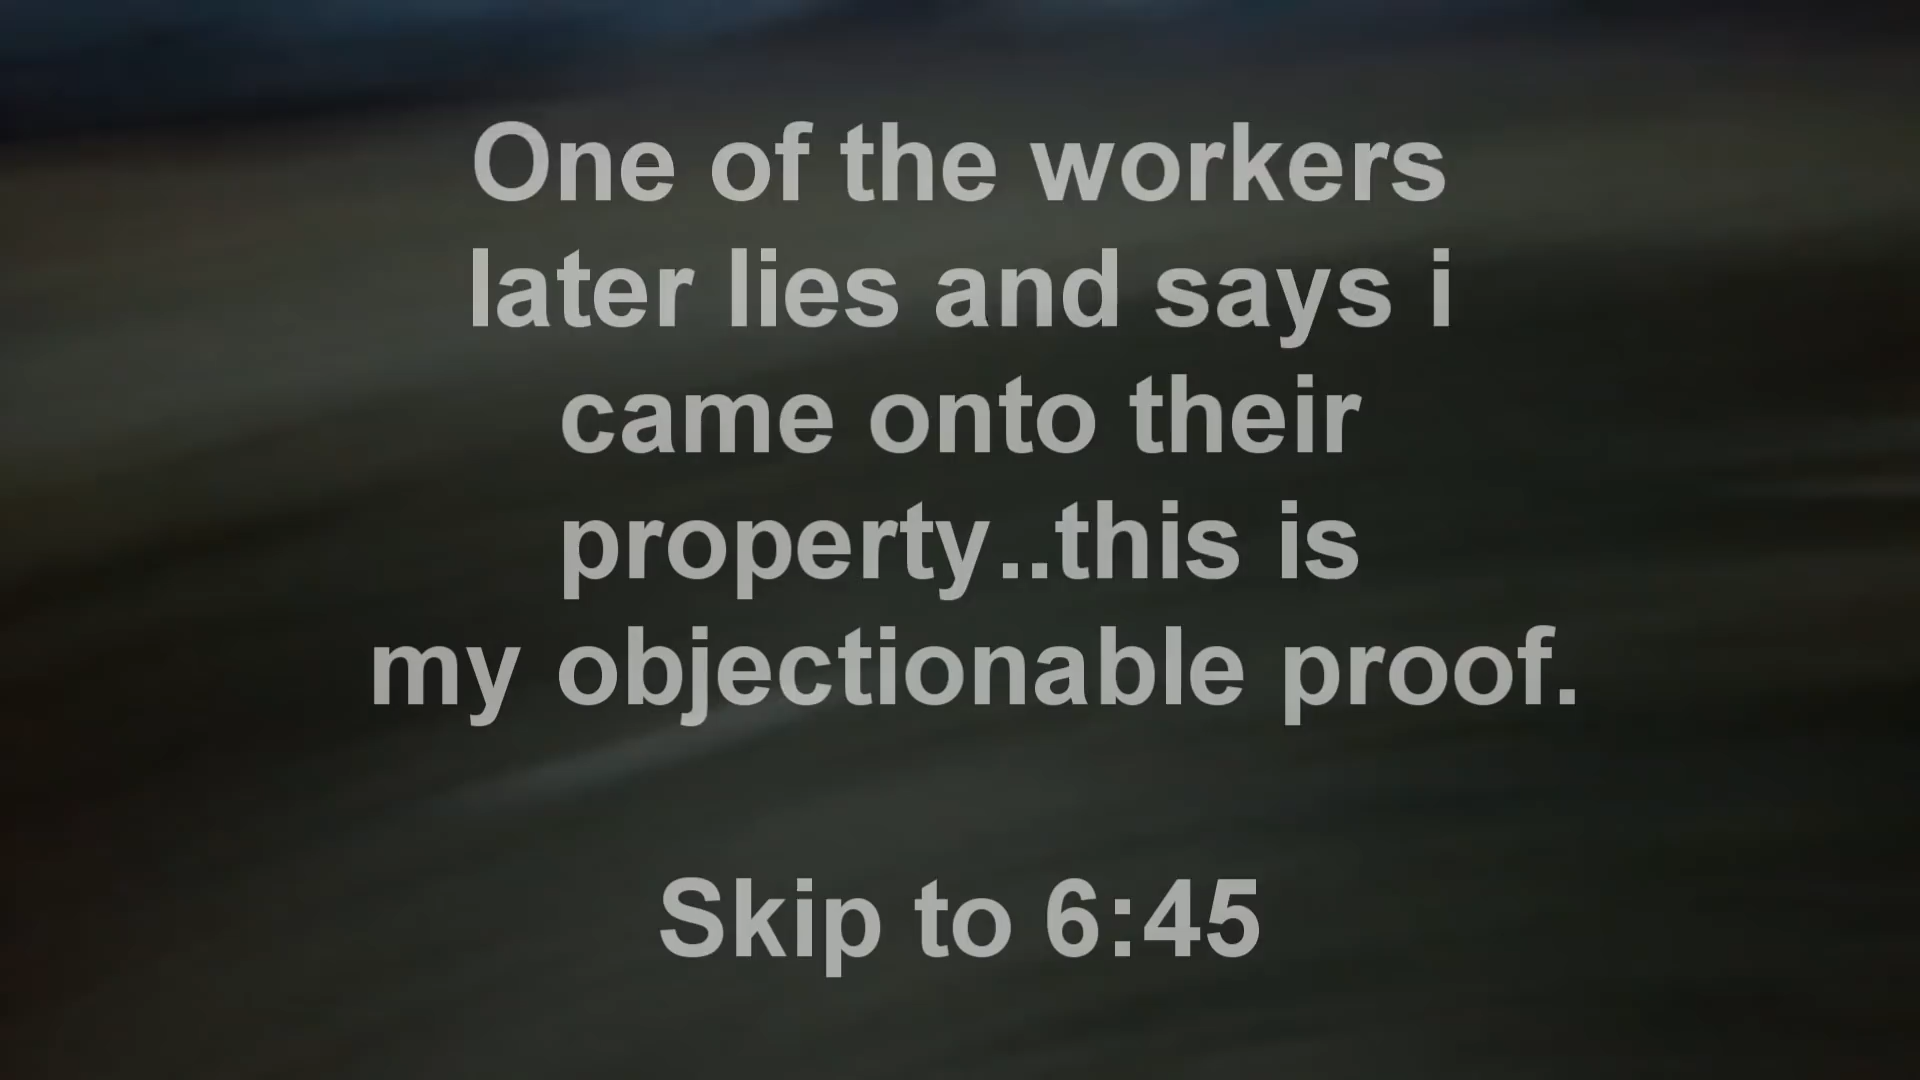 One of the workers
later lies and says i
came onto their
property..this is
my objectionable proof.
Skip to 6:45